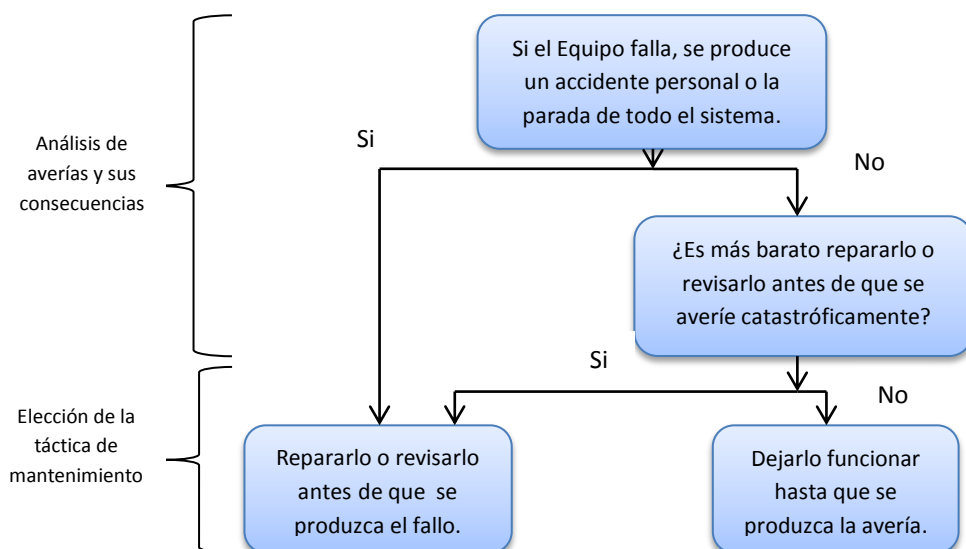 Si el Equipo falla, se produce
un accidente personal o la
parada de todo el sistema.
Si
No
Análisis de
averías y sus
consecuencias
¿Es más barato repararlo o
revisarlo antes de que se
averíe catastróficamente?
Si
No
Elección de la
táctica de
mantenimiento
Repararlo o revisarlo
antes de que se
produzca el fallo.
Dejarlo funcionar
hasta que se
produzca la avería.